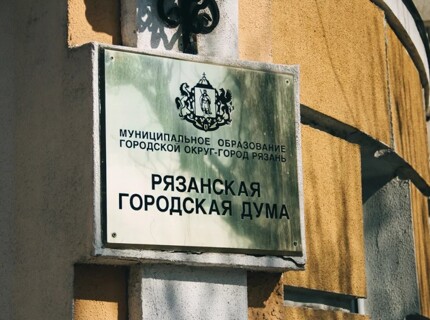 МУНИЦИПАЛЬНОЕ ОБРАЗОВАНИЕ
ГОРОДСКОЙ ОКРУГ-ГОРОД РЯЗАНЬ
РЯЗАНСКАЯ
ГОРОДСКАЯ ДУМА